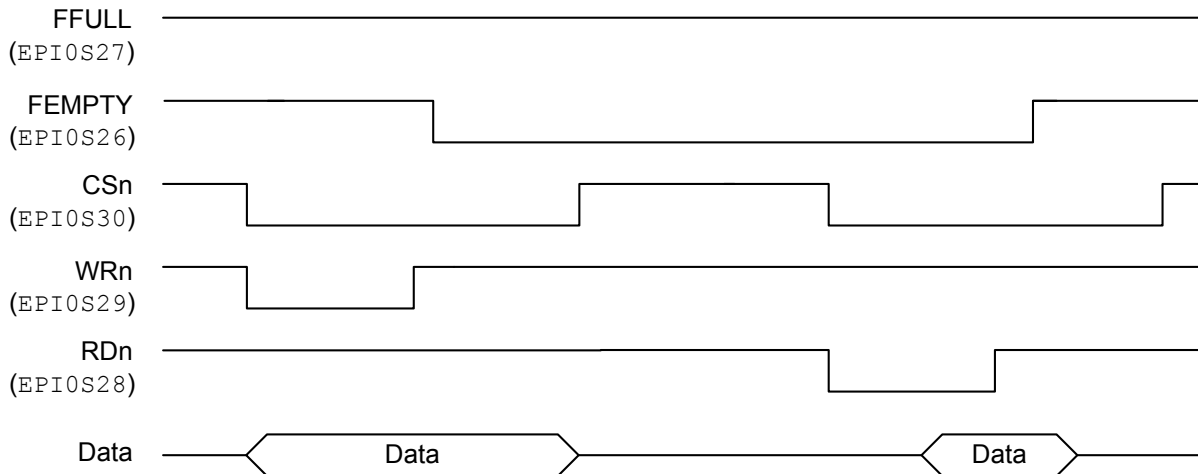 FFULL
(EPI0S27)
FEMPTY
(EPI0S26)
CSn
(EPI0S30)
WRn
(EPI0S29)
RDn
(EPI0S28)
Data Data Data